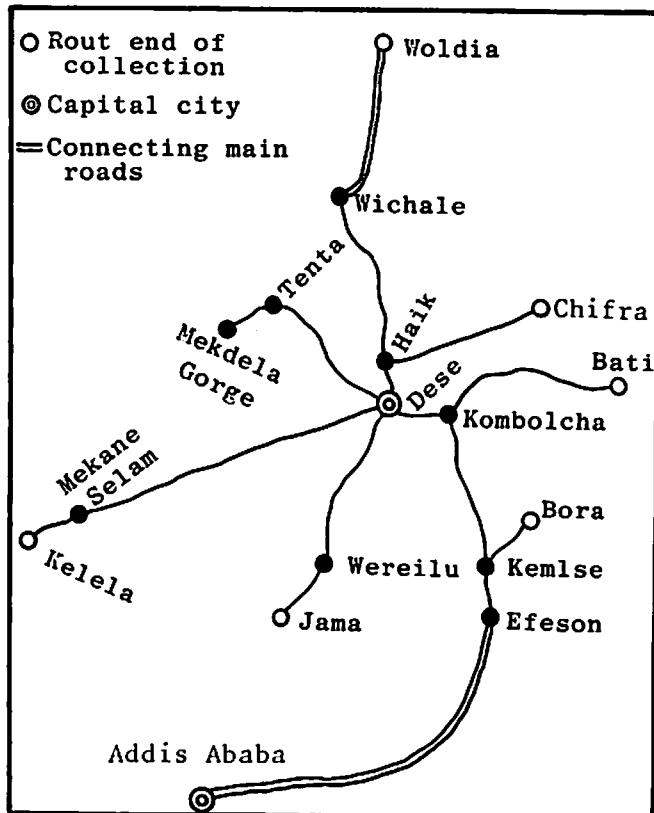 Rout end of
collection
Capital city
Connecting main
roads
Woldia
Wichale
Tenta
Mekdela
Gorge
Haik
Chifra
Bati
Dese
Kombolcha
Mekane
Selam
Kelela
Bora
Wereilu
Kemlse
Jama
Efeson
Addis Ababa